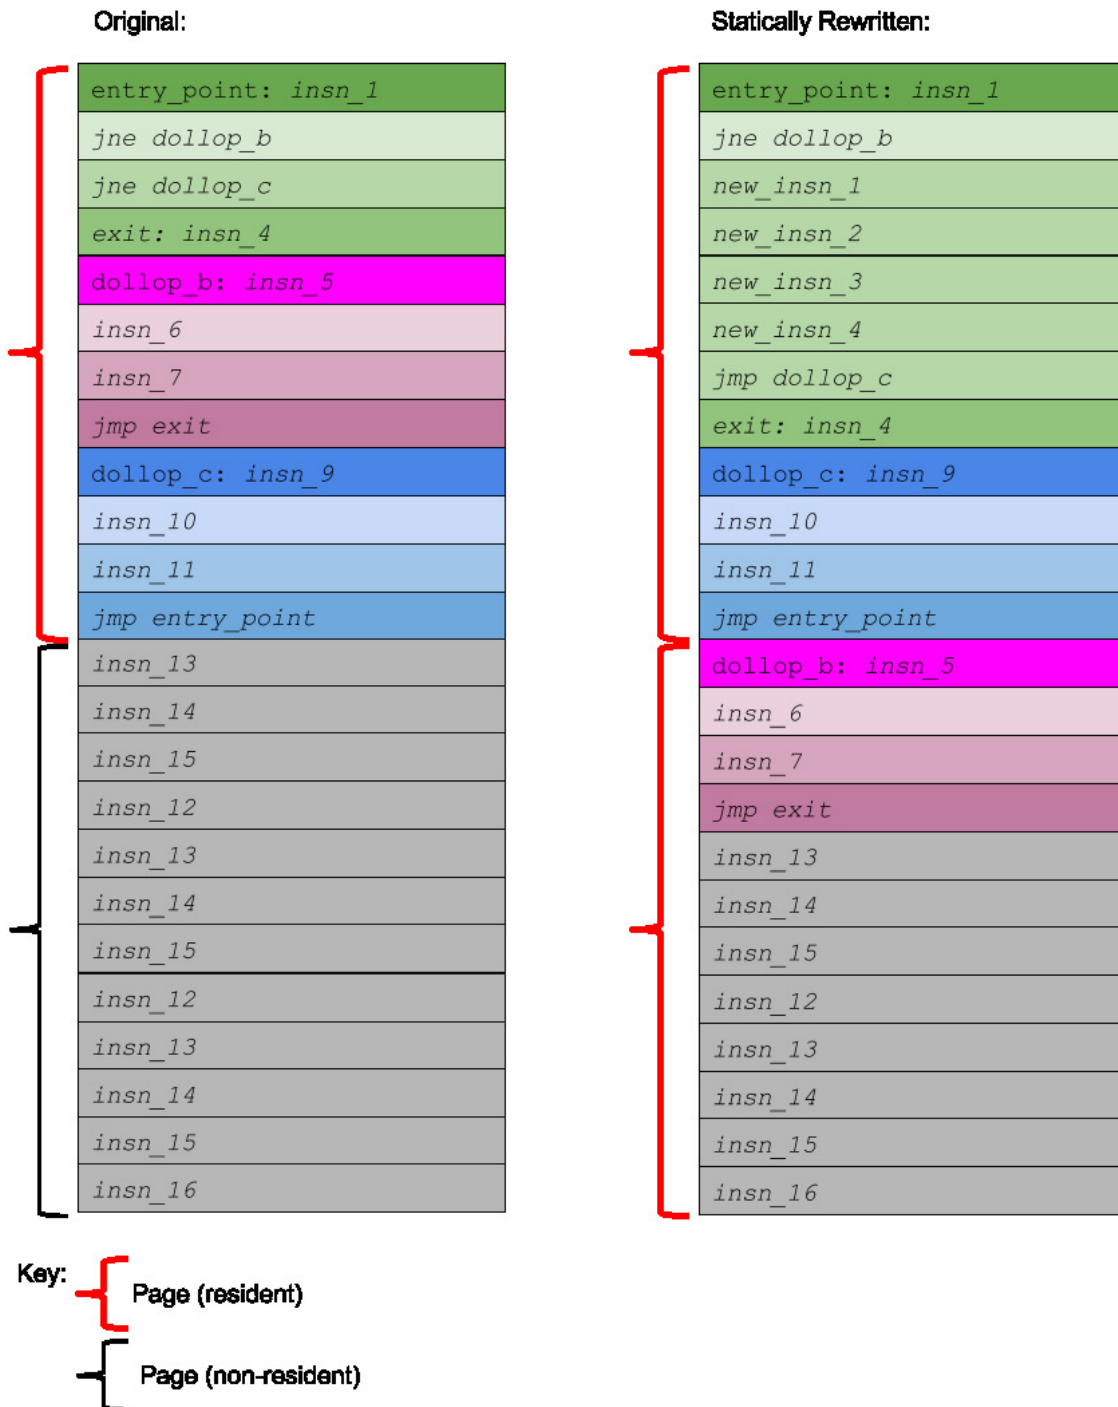 Original:
entry_point: insn_1
jne dollop_b
jne dollop_c
exit: insn_4
dollop_b: insn_5
insn_6
insn_7
jmp exit
dollop_c: insn_9
insn_10
insn_11
jmp entry_point
insn_13
insn_14
insn_15
insn_12
insn_13
insn_14
insn_15
insn_12
insn_13
insn_14
insn_15
insn_16
Statically Rewritten:
entry_point: insn_1
jne dollop_b
new_insn_1
new_insn_2
new_insn_3
new_insn_4
jmp dollop_c
exit: insn_4
dollop_c: insn_9
insn_10
insn_11
jmp entry_point
dollop_b: insn_5
insn_6
insn_7
jmp exit
insn_13
insn_14
insn_15
insn_12
insn_13
insn_14
insn_15
insn_16
Key:
Page (resident)
Page (non-resident)